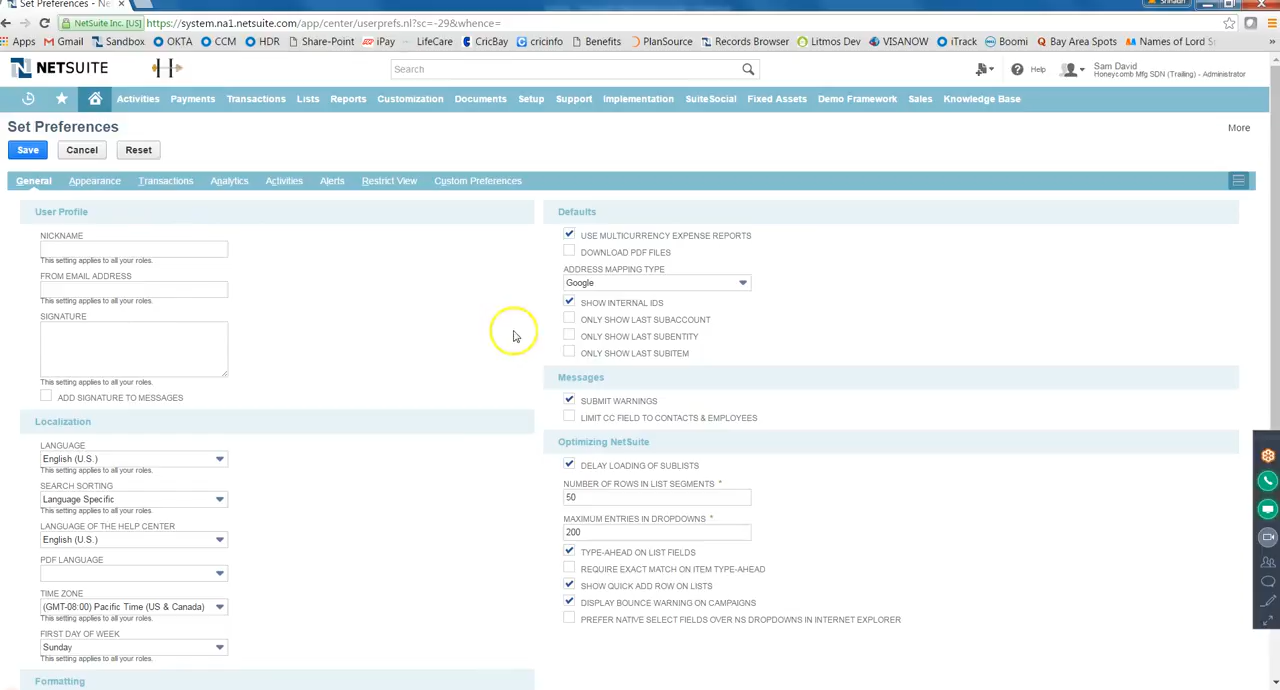 Set Preferences - NetSui
NetSuite Inc. [US]
https://system.na1.netsuite.com/app/center/userprefs.nl?sc=-29&whence=
Apps
Gmail
Sandbox
OKTA
CCM
HDR
Share-Point
iPay
LifeCare
CricBay
cricinfo
Benefits
PlanSource
Records Browser
Litmos Dev
VISANOW
iTrack
Boomi
Bay Area Spots
Names of Lord S
NETSUITE
Search
Help
Sam David
Honeycomb Mfg SDN (Trailing) - Administrator
Activities
Payments
Transactions
Lists
Reports
Customization
Documents
Setup
Support
Implementation
SuiteSocial
Fixed Assets
Demo Framework
Sales
Knowledge Base
Set Preferences
More
Save
Cancel
Reset
General
Appearance
Transactions
Analytics
Activities
Alerts
Restrict View
Custom Preferences
User Profile
NICKNAME
This setting applies to all your roles.
FROM EMAIL ADDRESS
This setting applies to all your roles.
SIGNATURE
This setting applies to all your roles.
ADD SIGNATURE TO MESSAGES
Localization
LANGUAGE
English (U.S.)
This setting applies to all your roles.
SEARCH SORTING
Language Specific
This setting applies to all your roles.
LANGUAGE OF THE HELP CENTER
English (U.S.)
PDF LANGUAGE
TIME ZONE
(GMT-08:00) Pacific Time (US & Canada)
This setting applies to all your roles.
FIRST DAY OF WEEK
Sunday
This setting applies to all your roles.
Formatting
Defaults
USE MULTICURRENCY EXPENSE REPORTS
DOWNLOAD PDF FILES
ADDRESS MAPPING TYPE
Google
SHOW INTERNAL IDS
ONLY SHOW LAST SUBACCOUNT
ONLY SHOW LAST SUBENTITY
ONLY SHOW LAST SUBITEM
Messages
SUBMIT WARNINGS
LIMIT CC FIELD TO CONTACTS & EMPLOYEES
Optimizing NetSuite
DELAY LOADING OF SUBLISTS
NUMBER OF ROWS IN LIST SEGMENTS *
50
MAXIMUM ENTRIES IN DROPDOWNS *
200
TYPE-AHEAD ON LIST FIELDS
REQUIRE EXACT MATCH ON ITEM TYPE-AHEAD
SHOW QUICK ADD ROW ON LISTS
DISPLAY BOUNCE WARNING ON CAMPAIGNS
PREFER NATIVE SELECT FIELDS OVER NS DROPDOWNS IN INTERNET EXPLORER